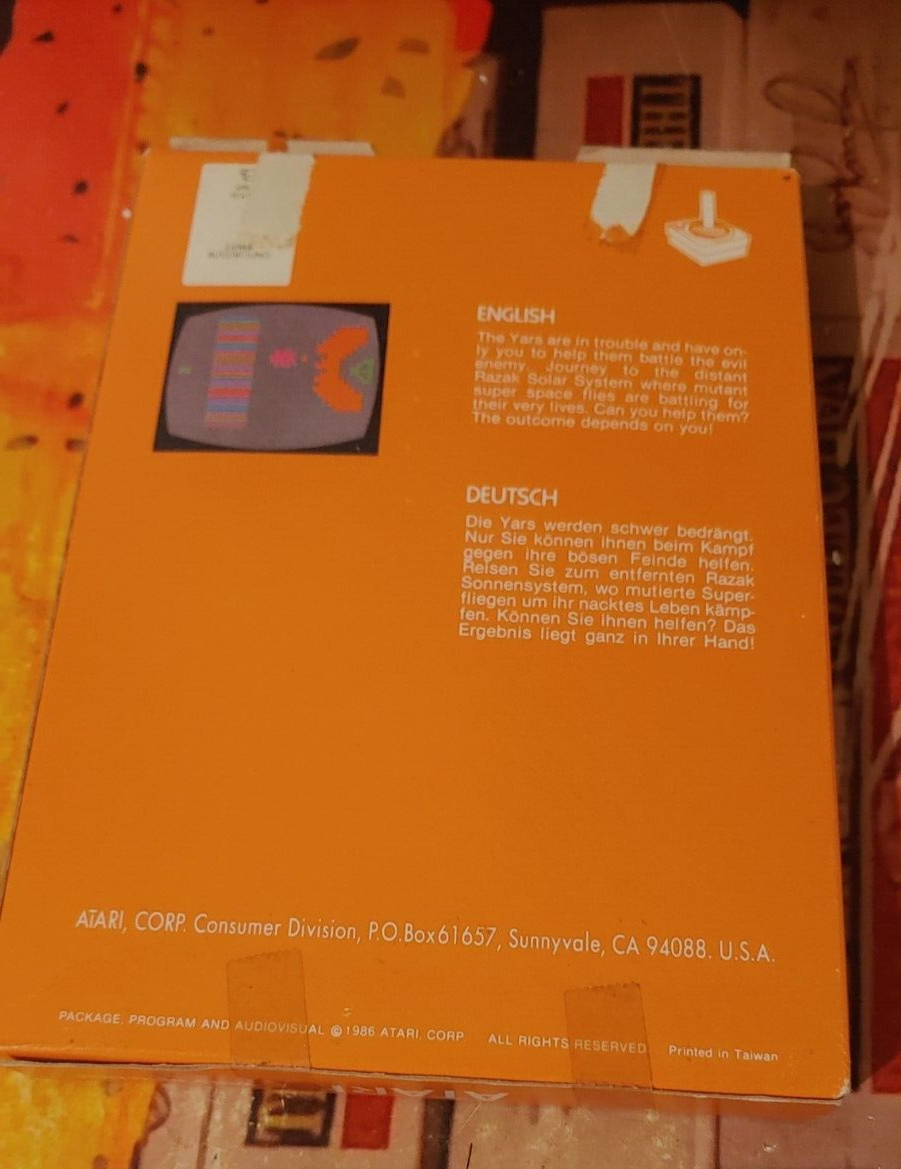 ENGLISH
The Yars are in trouble and have on-
ly you to help them battle the evil
enemy. Journey to the distant
Razak Solar System where mutant
super space flies are battling for
their very lives. Can you help them?
The outcome depends on you!
DEUTSCH
Die Yars werden schwer bedrängt.
Nur Sie können ihnen beim Kampf
gegen ihre bösen Feinde helfen.
Reisen Sie zum entfernten Razak
Sonnensystem, wo mutierte Super-
fliegen um ihr nacktes Leben kämp-
fen. Können Sie ihnen helfen? Das
Ergebnis liegt ganz in Ihrer Hand!
ATARI, CORP. Consumer Division, P.O.Box61657, Sunnyvale, CA 94088. U.S.A.
PACKAGE, PROGRAM AND AUDIOVISUAL ©1986 ATARI, CORP. ALL RIGHTS RESERVED. Printed in Taiwan
ATARI